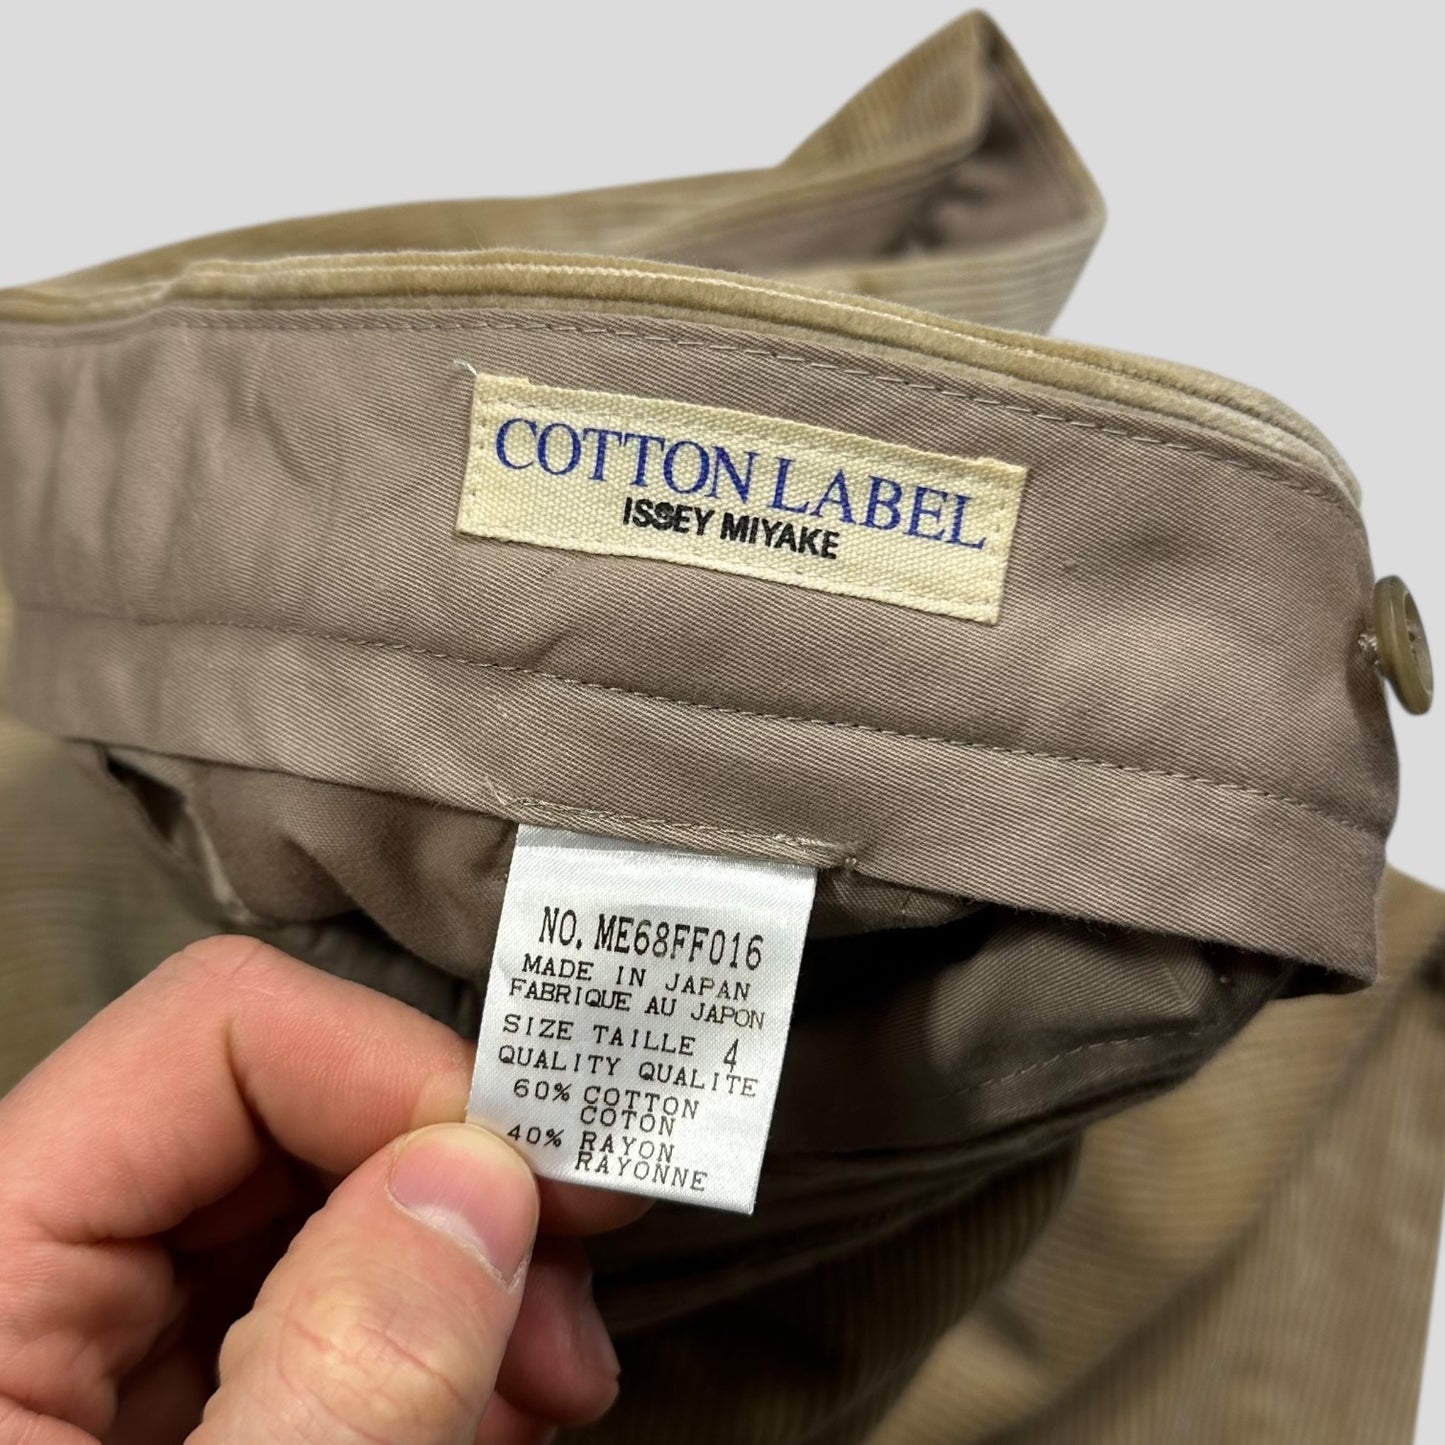 COTTON LABEL
ISSEY MIYAKE
NO. ME68FF016
MADE IN JAPAN
FABRIQUE AU JAPON
SIZE TAILLE 4
QUALITY QUALITE
60% COTTON
COTON
40% RAYON
RAYONNE